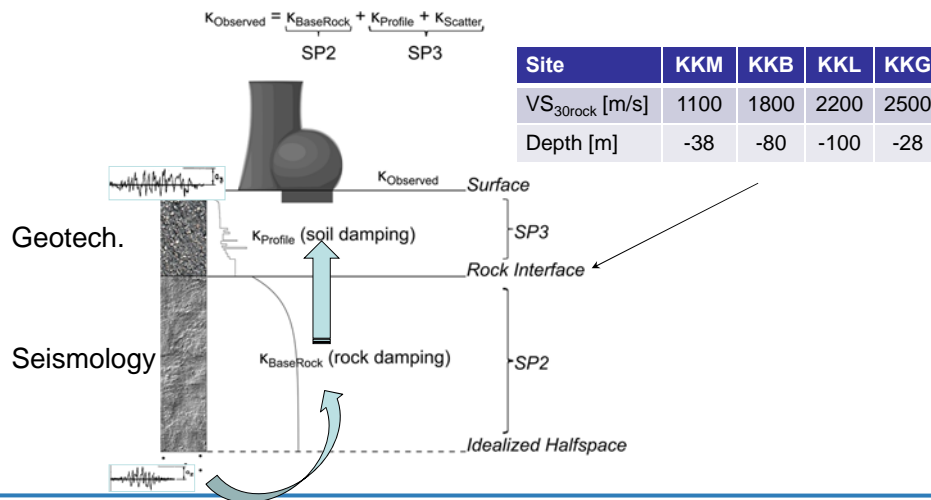 κObserved = κBaseRock + κProfile + κScatter,
SP2 SP3
Site KKM KKB KKL KKG
VS30rock [m/s] 1100 1800 2200 2500
Depth [m] -38 -80 -100 -28
κObserved Surface
Geotech.
κProfile (soil damping)
SP3
Rock Interface
Seismology
κBaseRock (rock damping)
SP2
Idealized Halfspace